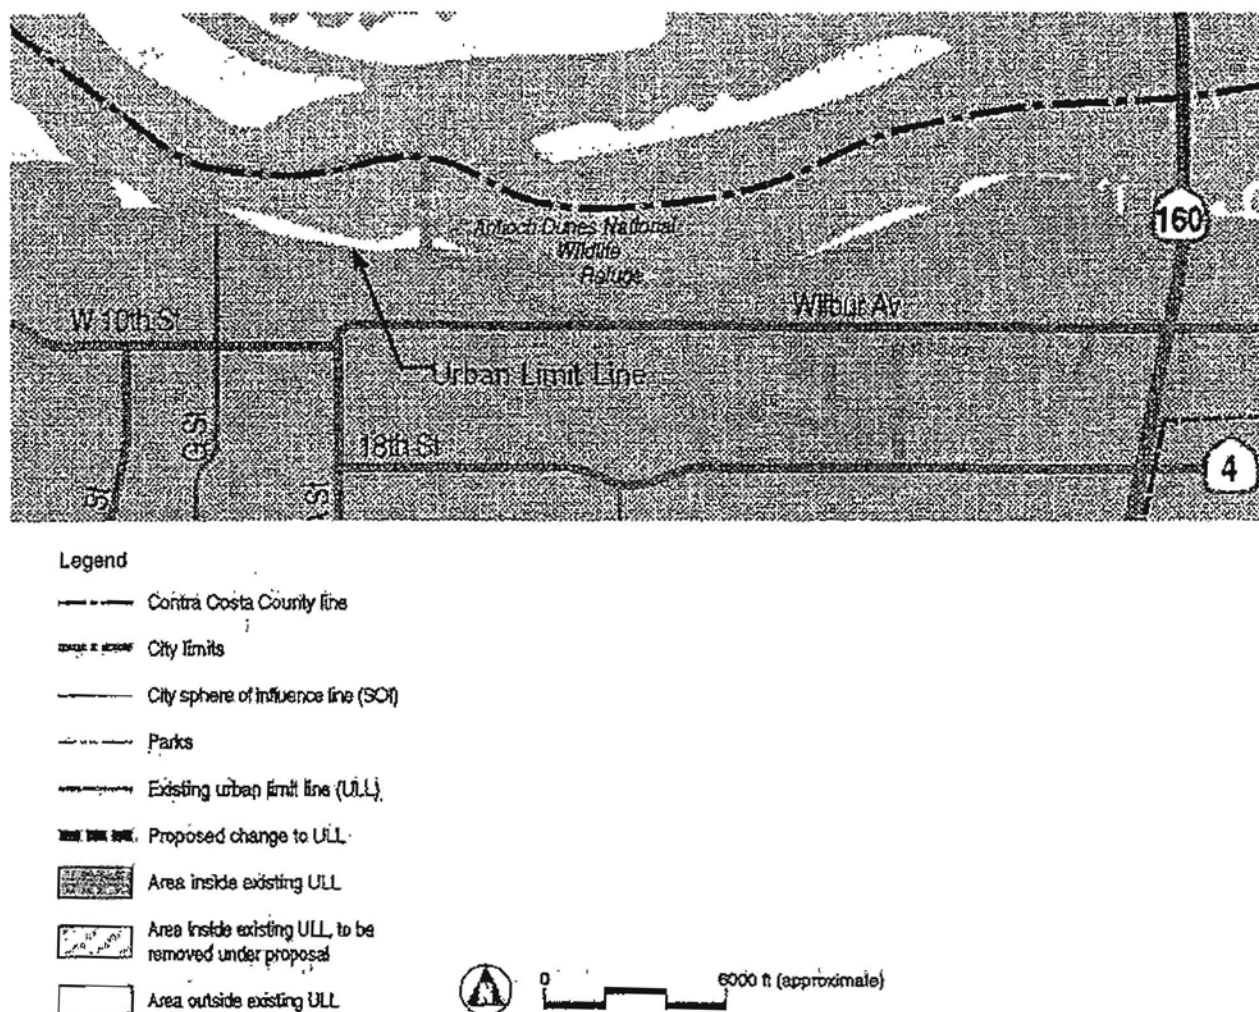 Antioch Dunes National
Wildlife
Refuge
160
W 10th St
Wilbur Av
Urban Limit Line
G St
18th St
4
St
A St
Legend
Contra Costa County line
City limits
City sphere of influence line (SOI)
Parks
Existing urban limit line (ULL)
Proposed change to ULL
Area inside existing ULL
Area inside existing ULL, to be
removed under proposal
Area outside existing ULL
0
6000 ft (approximate)